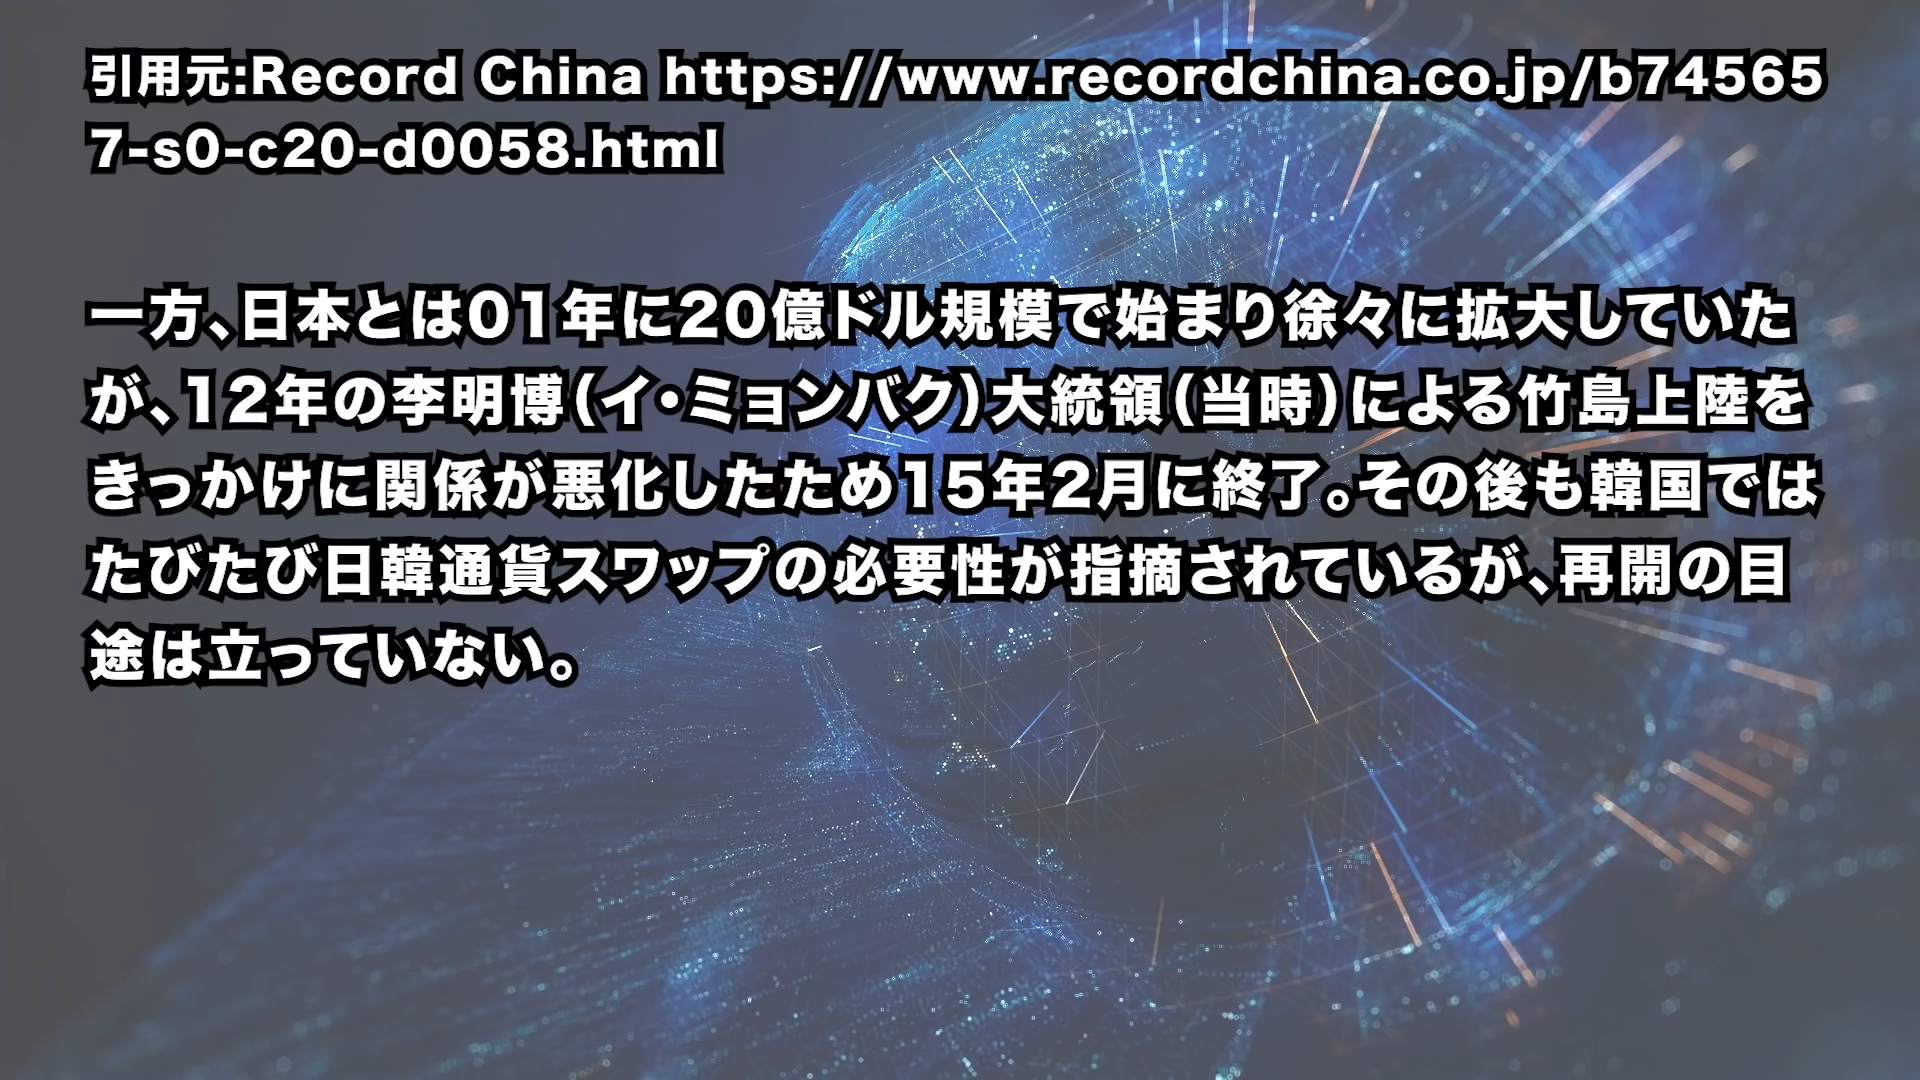 引用元:Record China https://www.recordchina.co.jp/b74565
7-s0-c20-d0058.html
一方、日本とは01年に20億ドル規模で始まり徐々に拡大していた
が、12年の李明博（イ・ミョンバク）大統領（当時）による竹島上陸を
きっかけに関係が悪化したため15年2月に終了。その後も韓国では
たびたび日韓通貨スワップの必要性が指摘されているが、再開の目
途は立っていない。